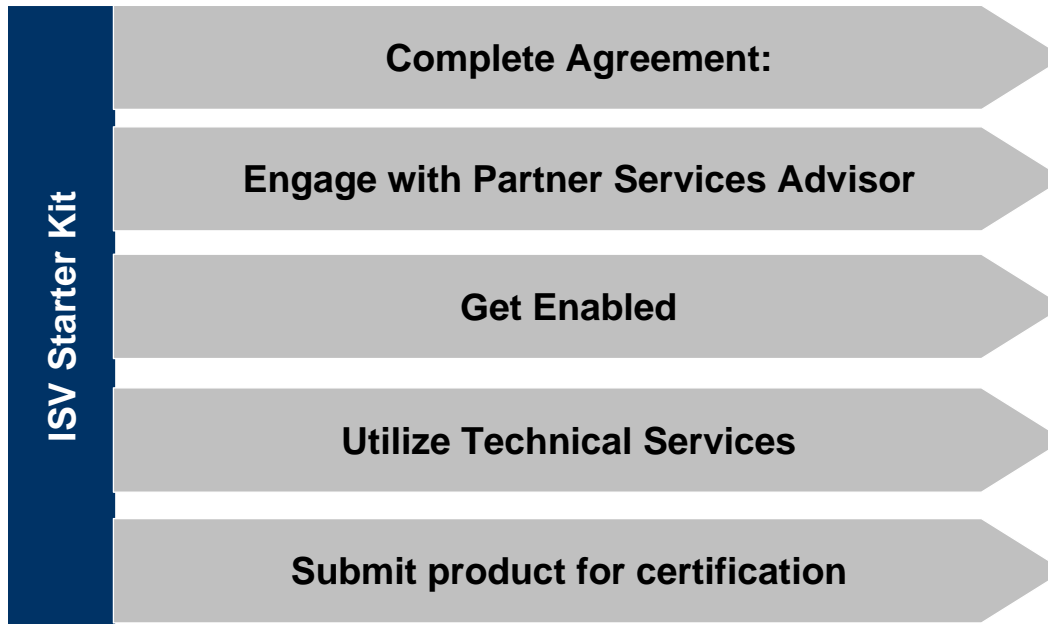 ISV Starter Kit
Complete Agreement:
Engage with Partner Services Advisor
Get Enabled
Utilize Technical Services
Submit product for certification